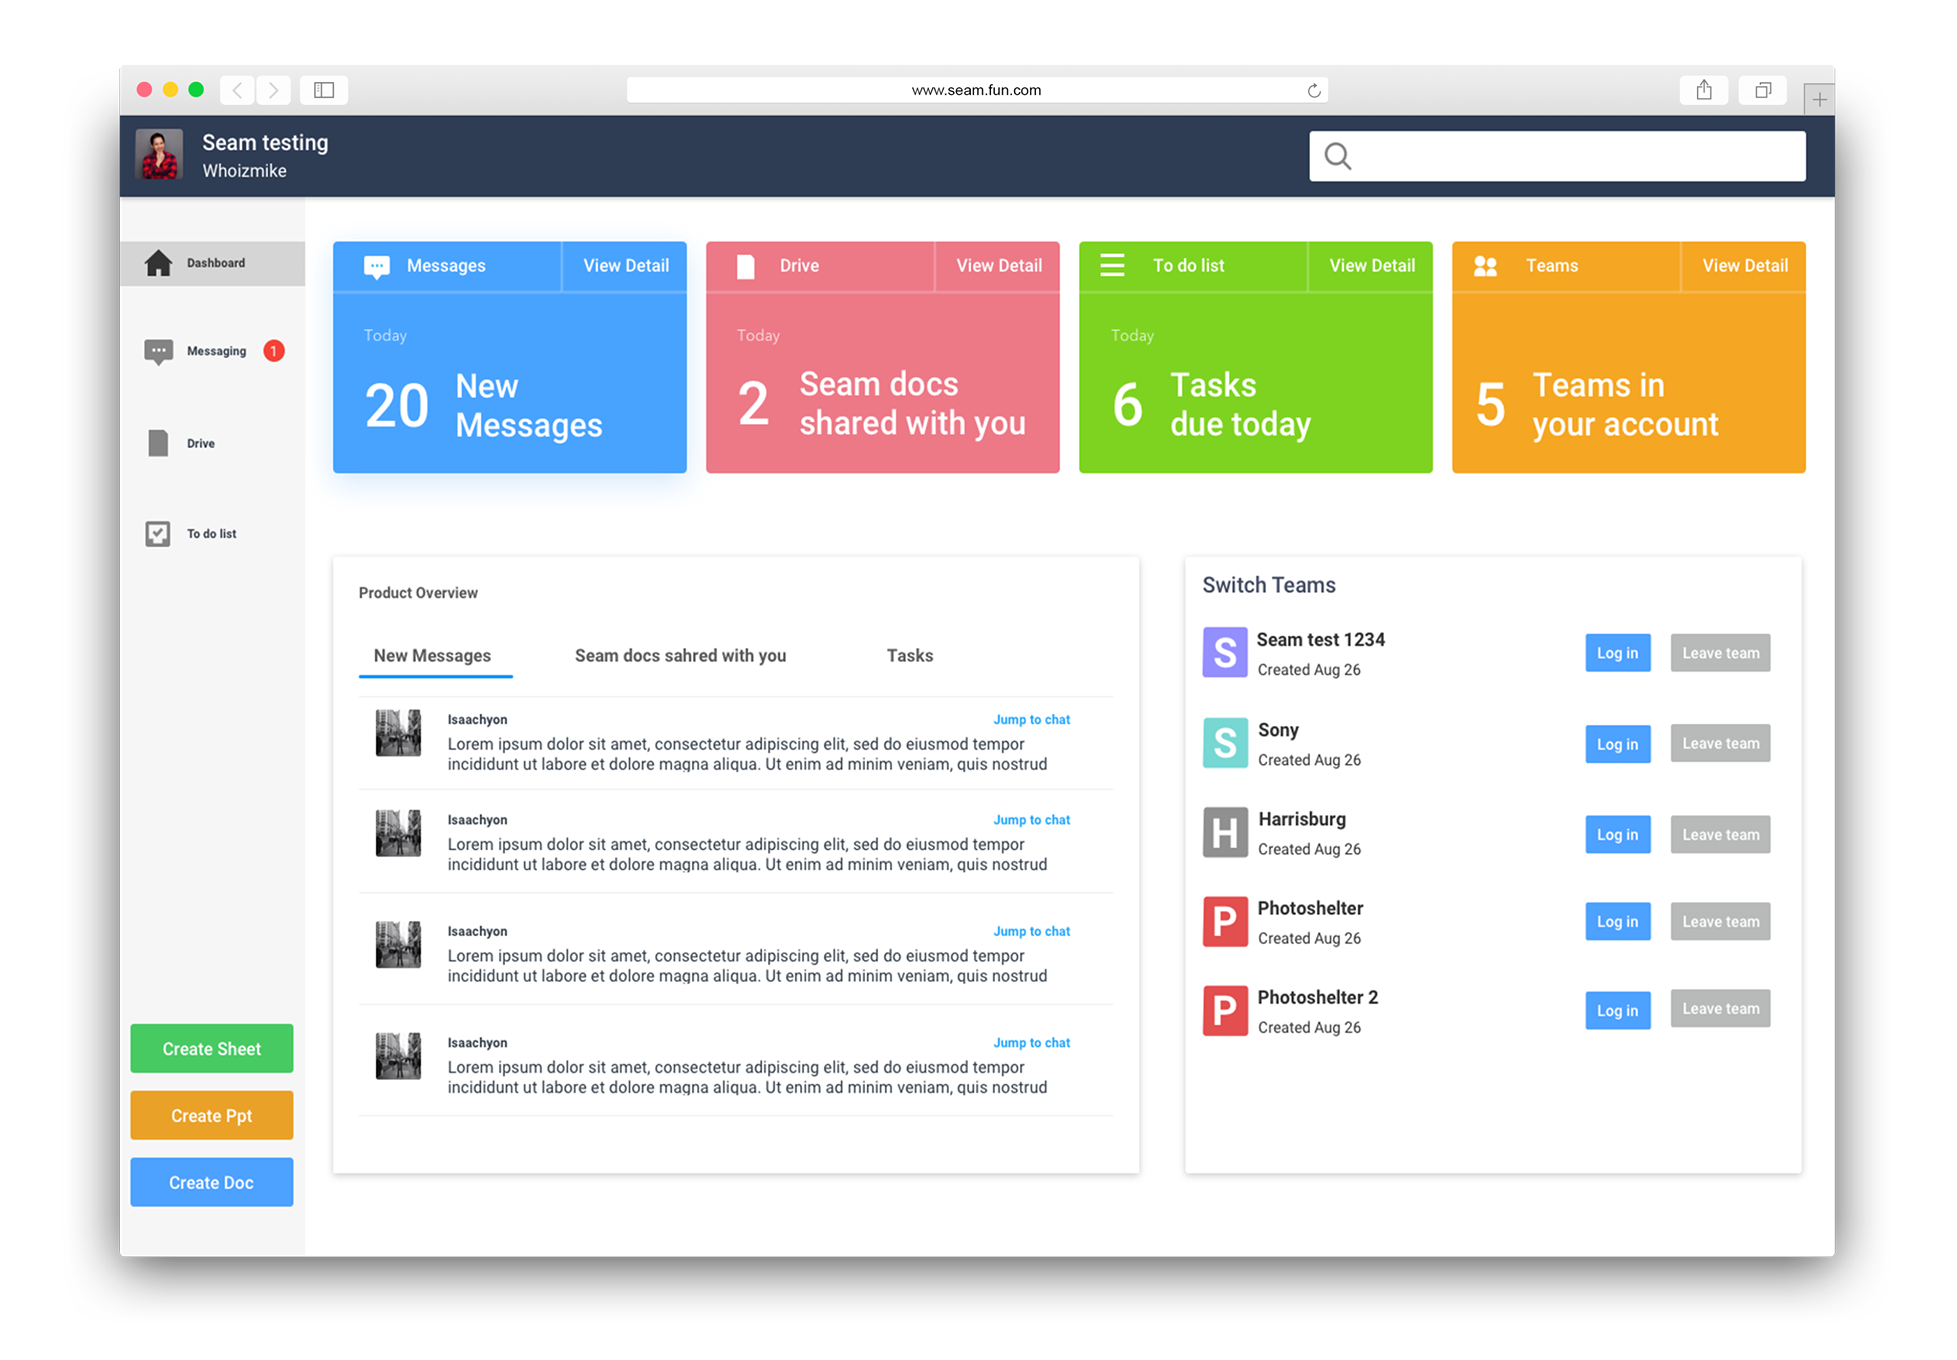 www.seam.fun.com
Seam testing
Whoizmike
Dashboard
Messaging 1
Drive
To do list
Create Sheet
Create Ppt
Create Doc
Messages View Detail
Today
20 New
Messages
Drive View Detail
Today
2 Seam docs
shared with you
To do list View Detail
Today
6 Tasks
due today
Teams View Detail
5 Teams in
your account
Product Overview
New Messages Seam docs sahred with you Tasks
Isaachyon Jump to chat
Lorem ipsum dolor sit amet, consectetur adipiscing elit, sed do eiusmod tempor
incididunt ut labore et dolore magna aliqua. Ut enim ad minim veniam, quis nostrud
Isaachyon Jump to chat
Lorem ipsum dolor sit amet, consectetur adipiscing elit, sed do eiusmod tempor
incididunt ut labore et dolore magna aliqua. Ut enim ad minim veniam, quis nostrud
Isaachyon Jump to chat
Lorem ipsum dolor sit amet, consectetur adipiscing elit, sed do eiusmod tempor
incididunt ut labore et dolore magna aliqua. Ut enim ad minim veniam, quis nostrud
Isaachyon Jump to chat
Lorem ipsum dolor sit amet, consectetur adipiscing elit, sed do eiusmod tempor
incididunt ut labore et dolore magna aliqua. Ut enim ad minim veniam, quis nostrud
Switch Teams
S Seam test 1234 Log in Leave team
Created Aug 26
S Sony Log in Leave team
Created Aug 26
H Harrisburg Log in Leave team
Created Aug 26
P Photoshelter Log in Leave team
Created Aug 26
P Photoshelter 2 Log in Leave team
Created Aug 26